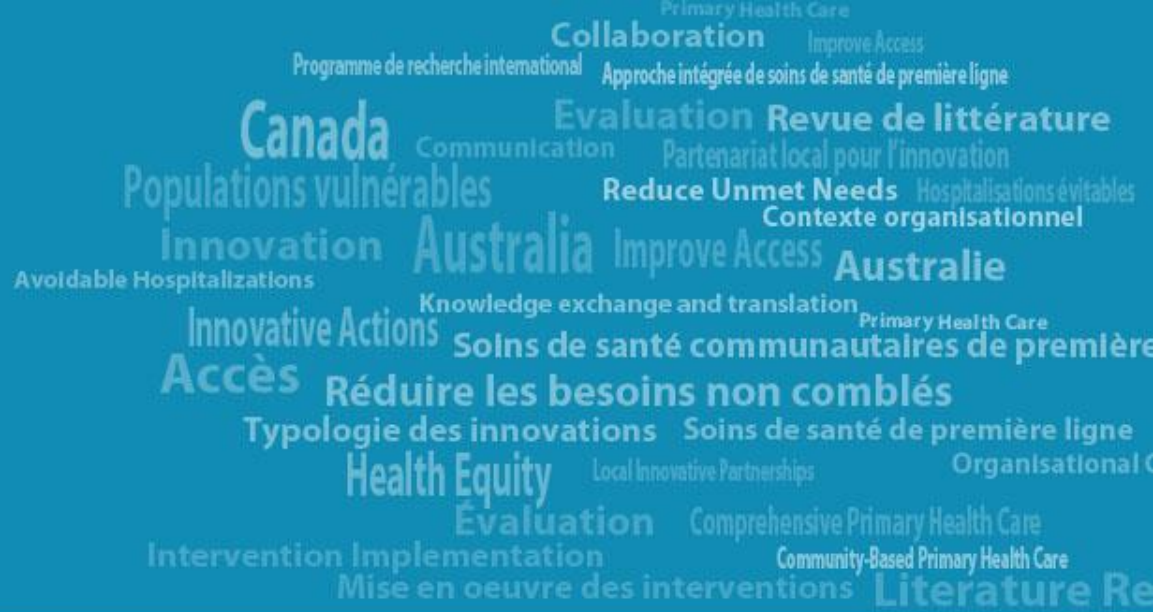 Primary Health Care
Collaboration Improve Access
Programme de recherche international Approche intégrée de soins de santé de première ligne
Canada Evaluation Revue de littérature
Communication Partenariat local pour l'innovation
Populations vulnérables Reduce Unmet Needs Hospitalisations évitables
Contexte organisationnel
Innovation Australia Improve Access Australie
Avoidable Hospitalizations
Knowledge exchange and translation
Innovative Actions Primary Health Care
Soins de santé communautaires de première
Accès Réduire les besoins non comblés
Typologie des innovations Soins de santé de première ligne
Health Equity Local Innovative Partnerships Organisational
Évaluation Comprehensive Primary Health Care
Intervention Implementation Community-Based Primary Health Care
Mise en oeuvre des interventions Literature Re